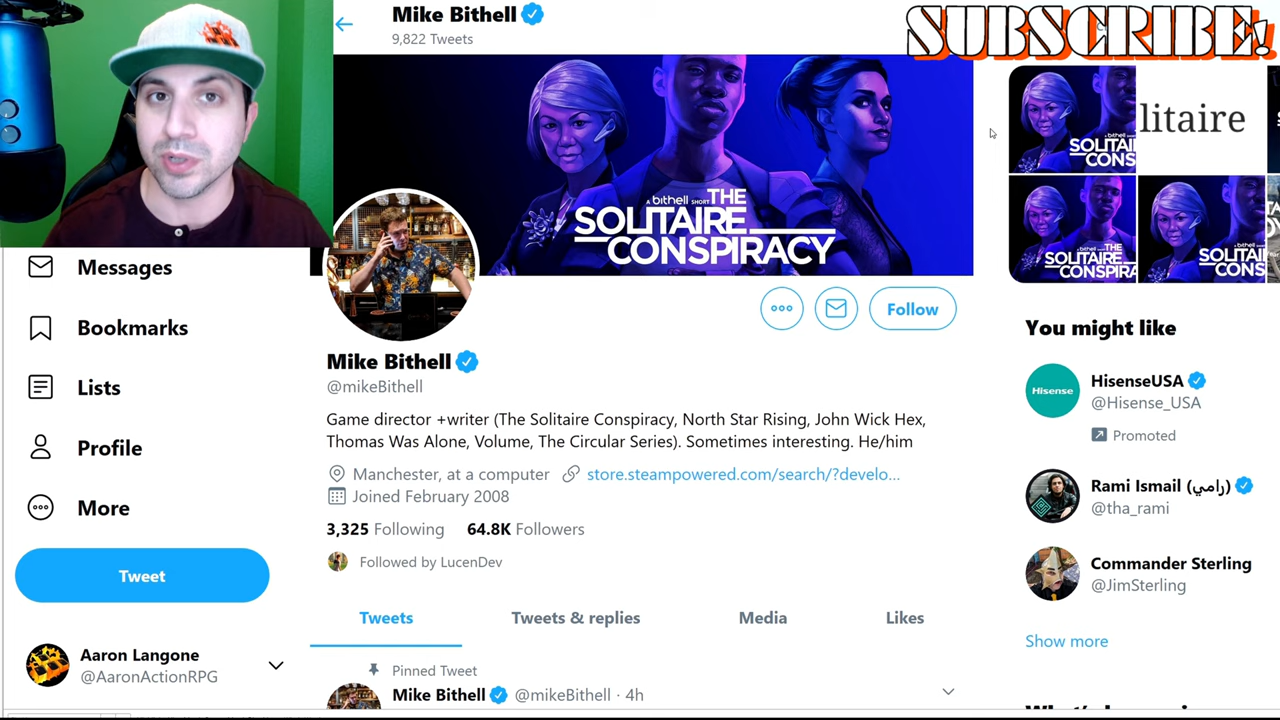 Mike Bithell
9,822 Tweets
SUBSCRIBE!
a bithell SHORT THE
SOLITAIRE
CONSPIRACY
litaire
a bithell
SOLITAI
CONS
a bithell THE
SOLITAIRE
CONSPIRA
a bithell
SOLITAI
CONS
Messages
Bookmarks
Lists
Profile
More
Tweet
Aaron Langone
@AaronActionRPG
Follow
Mike Bithell
@mikeBithell
Game director +writer (The Solitaire Conspiracy, North Star Rising, John Wick Hex,
Thomas Was Alone, Volume, The Circular Series). Sometimes interesting. He/him
Manchester, at a computer store.steampowered.com/search/?develo...
Joined February 2008
3,325 Following 64.8K Followers
Followed by LucenDev
Tweets Tweets & replies Media Likes
Pinned Tweet
Mike Bithell @mikeBithell · 4h
You might like
Hisense
HisenseUSA
@Hisense_USA
Promoted
Rami Ismail (رامي)
@tha_rami
Commander Sterling
@JimSterling
Show more